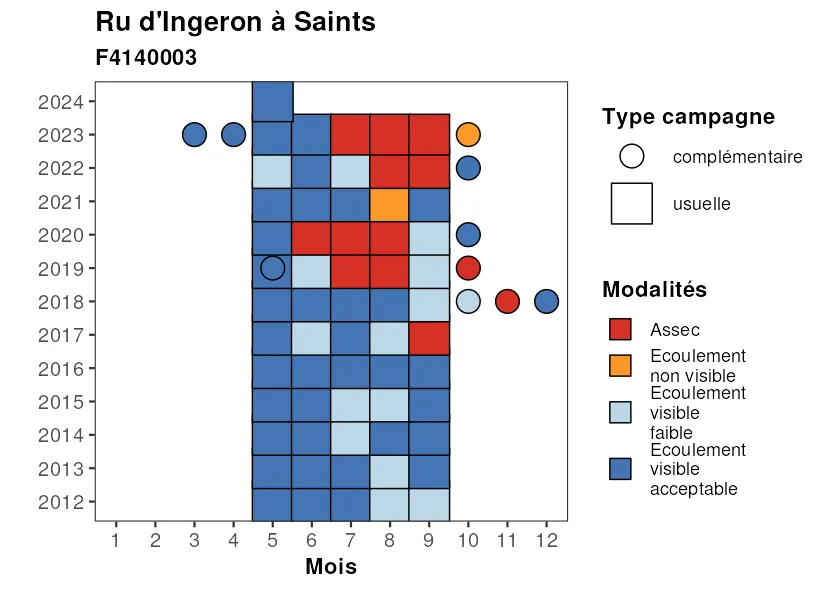 Ru d'Ingeron à Saints
F4140003
2024
2023
2022
2021
2020
2019
2018
2017
2016
2015
2014
2013
2012
1 2 3 4 5 6 7 8 9 10 11 12
Mois
Type campagne
complémentaire
usuelle
Modalités
Assec
Ecoulement
non visible
Ecoulement
visible
faible
Ecoulement
visible
acceptable